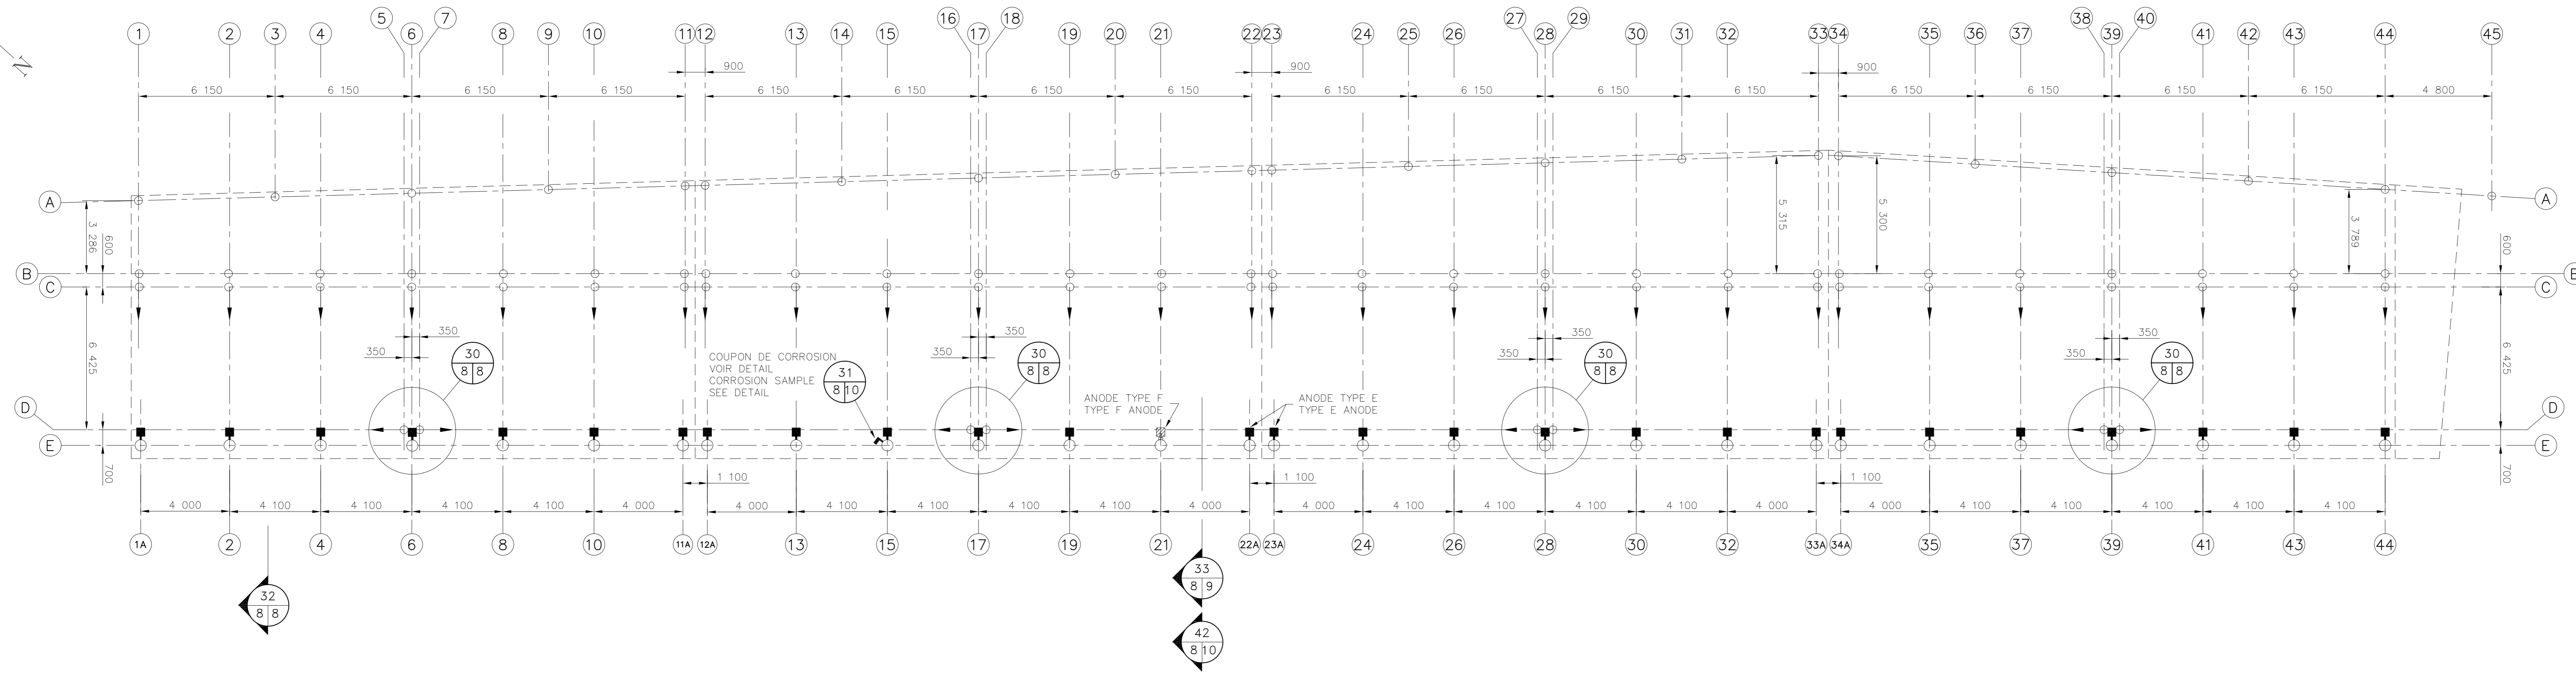 5 7 16 18 27 29 38 40
1 2 3 4 6 8 9 10 11 12 13 14 15 17 19 20 21 22 23 24 25 26 28 30 31 32 33 34 35 36 37 39 41 42 43 44 45
N
900 900 900
6 150 6 150 6 150 6 150 6 150 6 150 6 150 6 150 6 150 6 150 6 150 6 150 6 150 6 150 6 150 6 150 4 800
A 3 286 600 5 315 5 300 3 789 600 A
B
C C
6 425 6 425
350 350 350 350
350 350 350 350
30 30 30 30
8 8 8 8 8 8 8 8
COUPON DE CORROSION
VOIR DETAIL
CORROSION SAMPLE
SEE DETAIL
31
8 10
ANODE TYPE F
TYPE F ANODE
ANODE TYPE E
TYPE E ANODE
D D
E E
700 700
1 100 1 100 1 100
4 000 4 100 4 100 4 100 4 100 4 000 4 000 4 100 4 100 4 100 4 100 4 000 4 000 4 100 4 100 4 100 4 100 4 000 4 000 4 100 4 100 4 100 4 100 4 100
1A 2 4 6 8 10 11A 12A 13 15 17 19 21 22A 23A 24 26 28 30 32 33A 34A 35 37 39 41 43 44
32
8 8
33
8 9
42
8 10